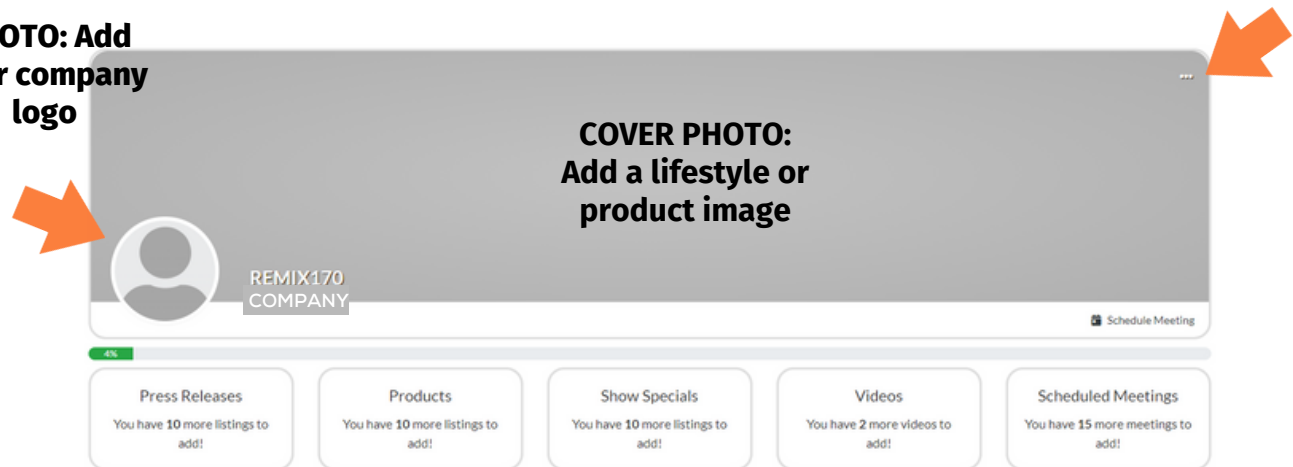 OTO: Add
r company
logo
...
COVER PHOTO:
Add a lifestyle or
product image
REMIX170
COMPANY
Schedule Meeting
4%
Press Releases
You have 10 more listings to
add!
Products
You have 10 more listings to
add!
Show Specials
You have 10 more listings to
add!
Videos
You have 2 more videos to
add!
Scheduled Meetings
You have 15 more meetings to
add!